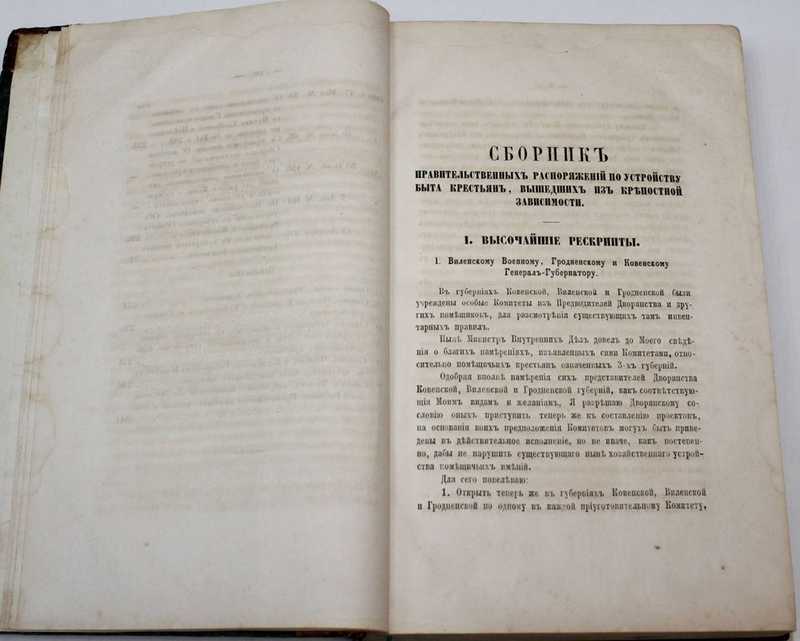 СБОРНИКЪ
ПРАВИТЕЛЬСТВЕННЫХЪ РАСПОРЯЖЕНІЙ ПО УСТРОЙСТВУ
БЫТА КРЕСТЬЯНЪ, ВЫШЕДШИХЪ ИЗЪ КРѢПОСТНОЙ
ЗАВИСИМОСТИ.
I. ВЫСОЧАЙШІЕ РЕСКРИПТЫ.
1. Виленскому Военному, Гродненскому и Ковенскому
Генералъ-Губернатору.
Въ губерніяхъ Ковенской, Виленской и Гродненской были
учреждены особые Комитеты изъ Предводителей Дворянства и дру-
гихъ помѣщиковъ, для разсмотрѣнія существующихъ тамъ инвен-
тарныхъ правилъ.
Нынѣ Министръ Внутреннихъ Дѣлъ довелъ до Моего свѣдѣ-
нія о благихъ намѣреніяхъ, изъявленныхъ сими Комитетами, отно-
сительно помѣщичьихъ крестьянъ означенныхъ 3-хъ губерній.
Одобряя вполнѣ намѣренія сихъ представителей Дворянства
Ковенской, Виленской и Гродненской губерній, какъ соотвѣтствую-
щія Моимъ видамъ и желаніямъ, Я разрѣшаю Дворянскому со-
словію оныхъ приступить теперь же къ составленію проектовъ,
на основаніи коихъ предположенія Комитетовъ могутъ быть приве-
дены въ дѣйствительное исполненіе, но не иначе, какъ постепен-
но, дабы не нарушить существующаго нынѣ хозяйственнаго устрой-
ства помѣщичьихъ имѣній.
Для сего повелѣваю:
1. Открыть теперь же въ губерніяхъ Ковенской, Виленской
и Гродненской по одному въ каждой пріуготовительному Комитету,